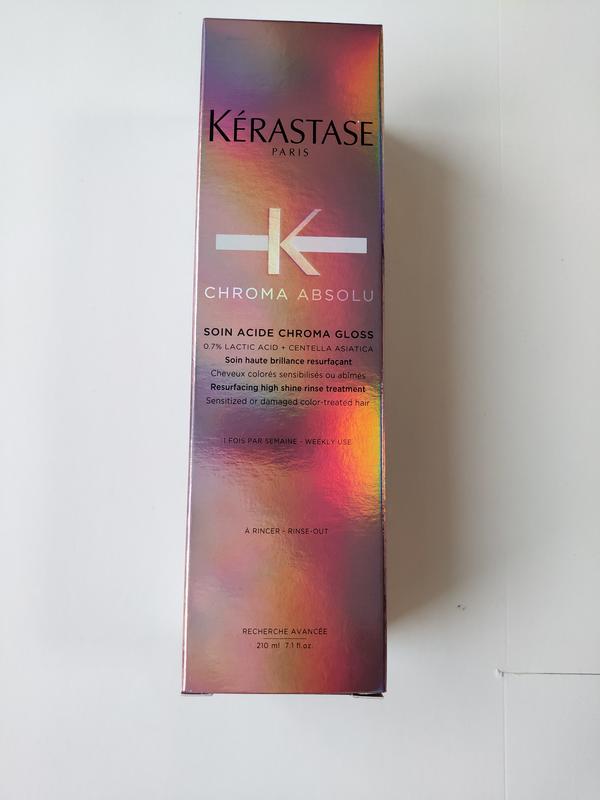 KÉRASTASE
PARIS
K
CHROMA ABSOLU
SOIN ACIDE CHROMA GLOSS
0.7% LACTIC ACID + CENTELLA ASIATICA
Soin haute brillance resurfaçant
Cheveux colorés sensibilisés ou abîmés
Resurfacing high shine rinse treatment
Sensitized or damaged color-treated hair
1 FOIS PAR SEMAINE - WEEKLY USE
À RINCER - RINSE-OUT
RECHERCHE AVANCÉE
210 ml 7.1 fl.oz.